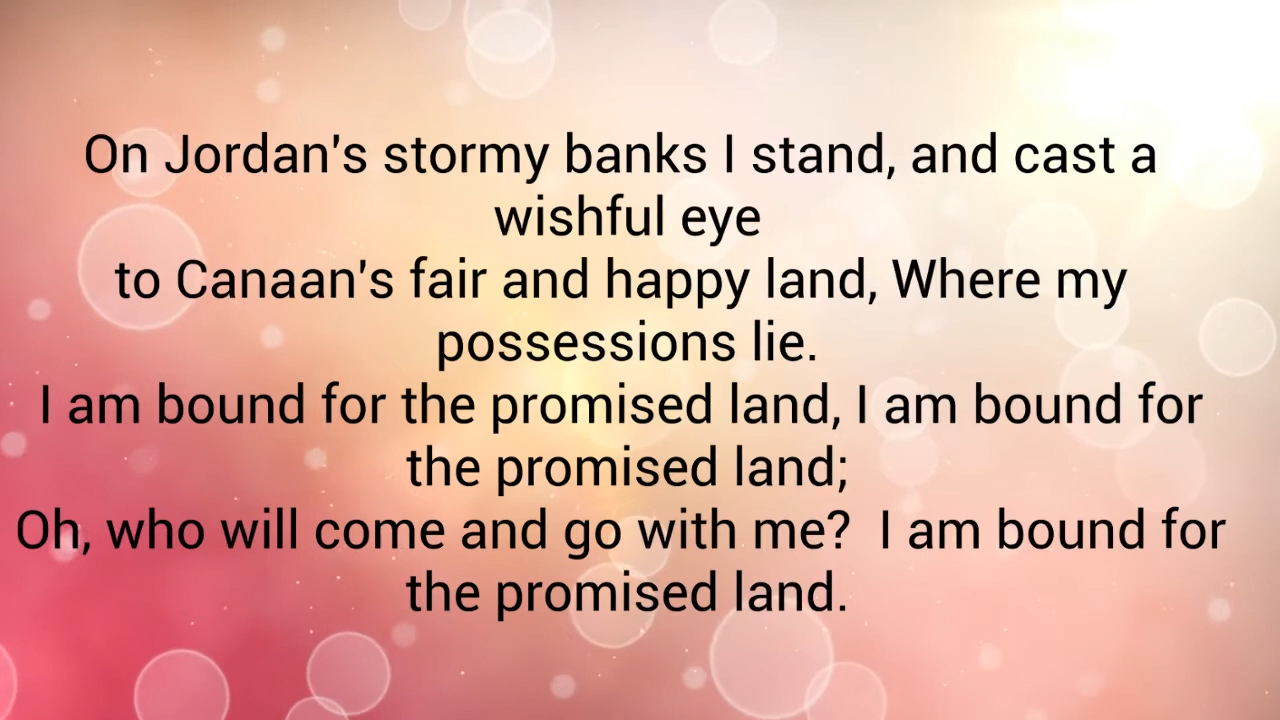 On Jordan's stormy banks I stand, and cast a
wishful eye
to Canaan's fair and happy land, Where my
possessions lie.
I am bound for the promised land, I am bound for
the promised land;
Oh, who will come and go with me?  I am bound for
the promised land.